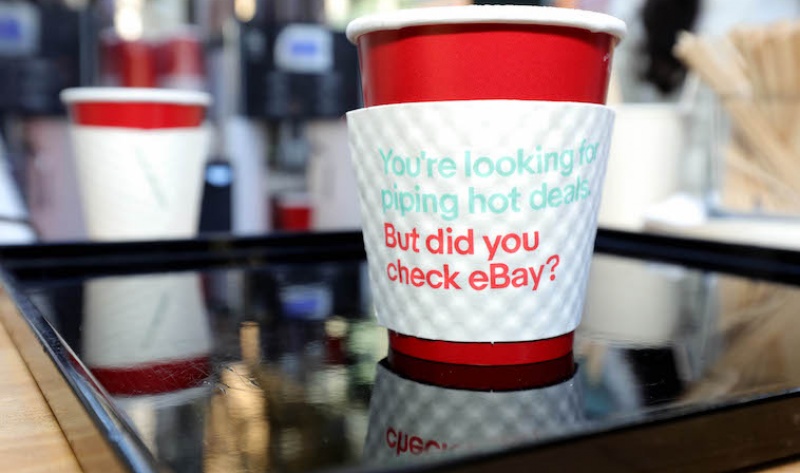 You're looking for
piping hot deals.
But did you
check eBay?